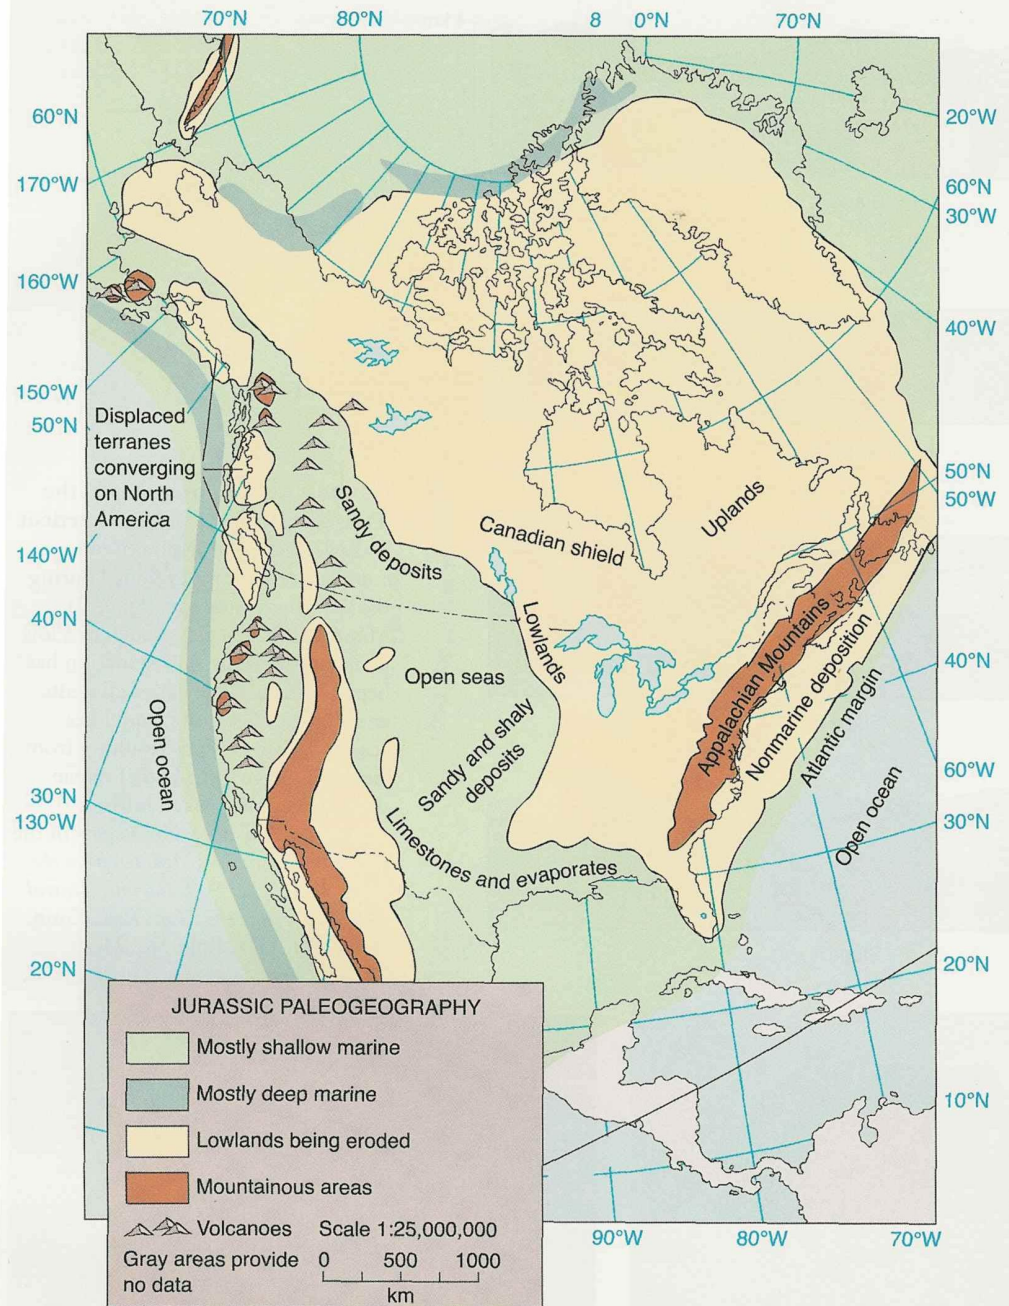 70°N
80°N
8 0°N
70°N
60°N
170°W
160°W
150°W
50°N
140°W
40°N
30°N
130°W
20°N
20°W
60°N
30°W
40°W
50°N
50°W
40°N
60°W
30°N
20°N
10°N
90°W
80°W
70°W
Displaced
terranes
converging
on North
America
Sandy deposits
Canadian shield
Uplands
Lowlands
Open seas
Sandy and shaly
deposits
Limestones and evaporites
Appalachian Mountains
Nonmarine deposition
Atlantic margin
Open ocean
Open ocean
JURASSIC PALEOGEOGRAPHY
Mostly shallow marine
Mostly deep marine
Lowlands being eroded
Mountainous areas
Volcanoes Scale 1:25,000,000
Gray areas provide
no data
0 500 1000
km